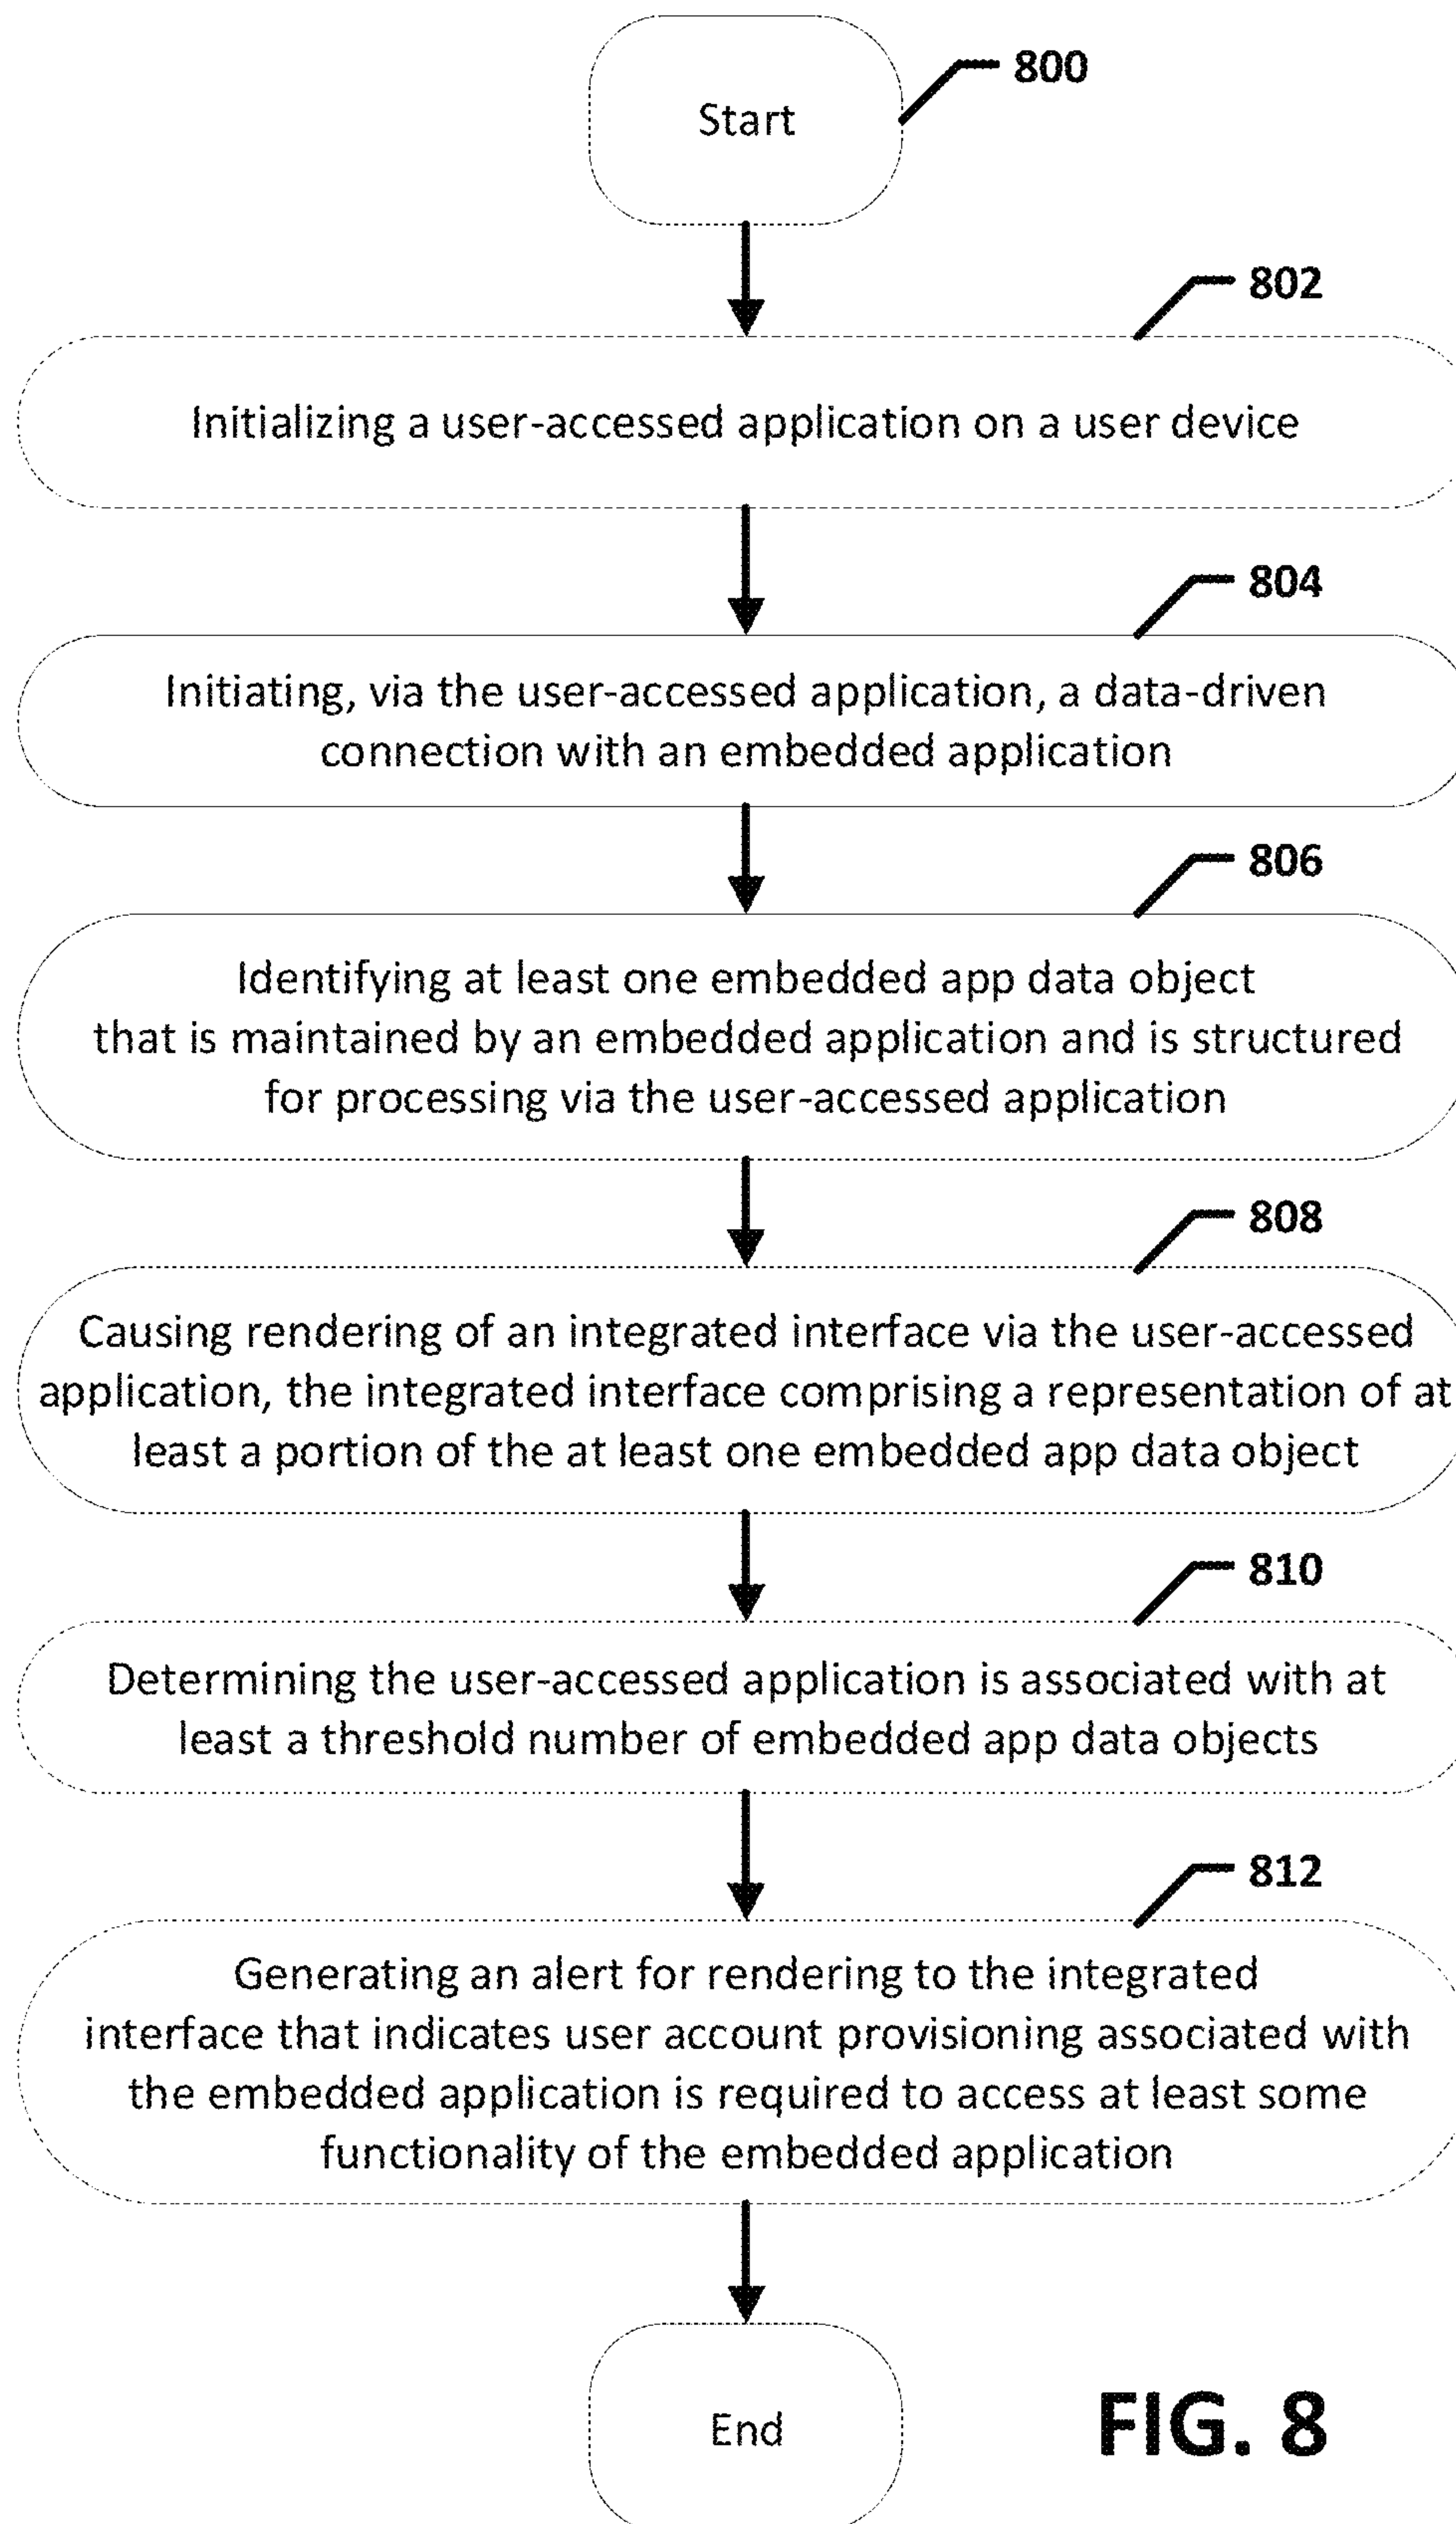 800
Start
802
Initializing a user-accessed application on a user device
804
Initiating, via the user-accessed application, a data-driven
connection with an embedded application
806
Identifying at least one embedded app data object
that is maintained by an embedded application and is structured
for processing via the user-accessed application
808
Causing rendering of an integrated interface via the user-accessed
application, the integrated interface comprising a representation of at
least a portion of the at least one embedded app data object
810
Determining the user-accessed application is associated with at
least a threshold number of embedded app data objects
812
Generating an alert for rendering to the integrated
interface that indicates user account provisioning associated with
the embedded application is required to access at least some
functionality of the embedded application
End
FIG. 8